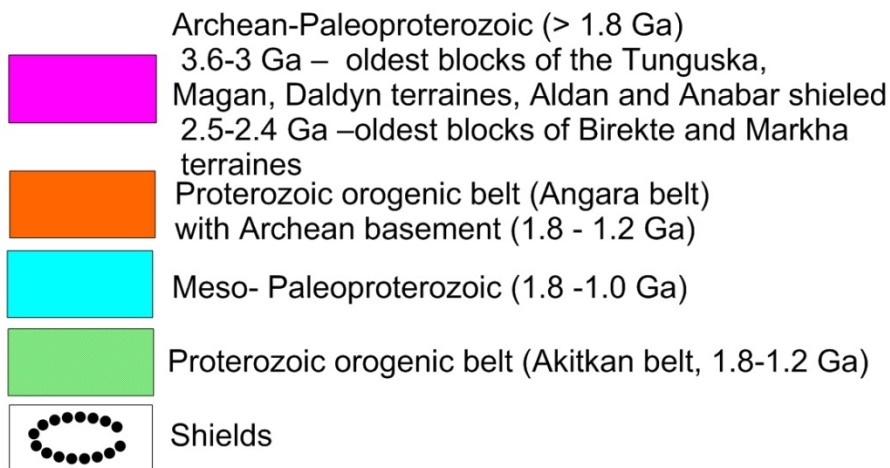 Archean-Paleoproterozoic (> 1.8 Ga)
3.6-3 Ga – oldest blocks of the Tunguska,
Magan, Daldyn terraines, Aldan and Anabar shieled
2.5-2.4 Ga –oldest blocks of Birekte and Markha
terraines
Proterozoic orogenic belt (Angara belt)
with Archean basement (1.8 - 1.2 Ga)
Meso- Paleoproterozoic (1.8 -1.0 Ga)
Proterozoic orogenic belt (Akitkan belt, 1.8-1.2 Ga)
Shields